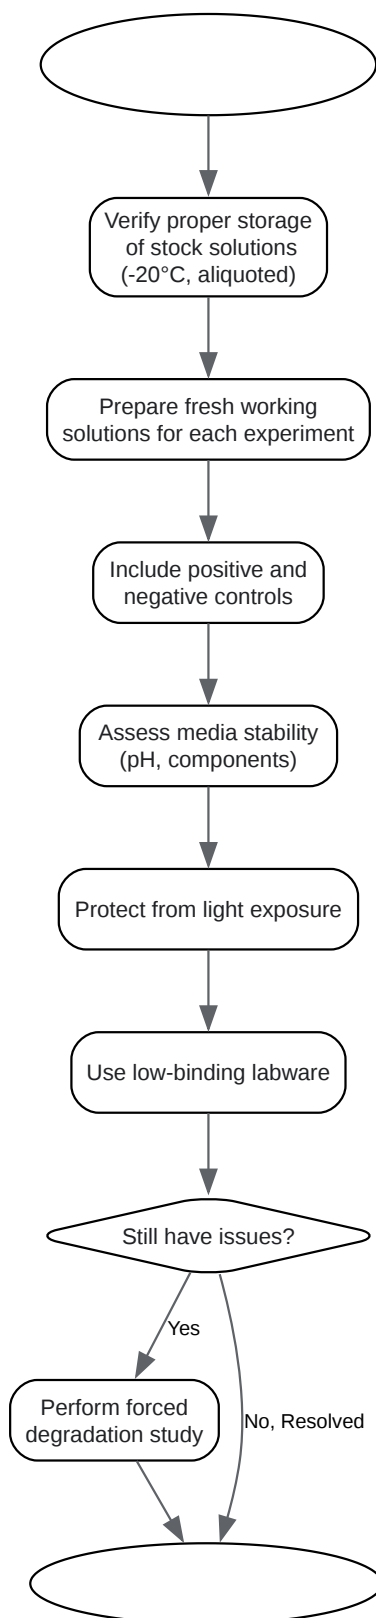 Verify proper storage
of stock solutions
(-20°C, aliquoted)
Prepare fresh working
solutions for each experiment
Include positive and
negative controls
Assess media stability
(pH, components)
Protect from light exposure
Use low-binding labware
Still have issues?
Yes
Perform forced
degradation study
No, Resolved